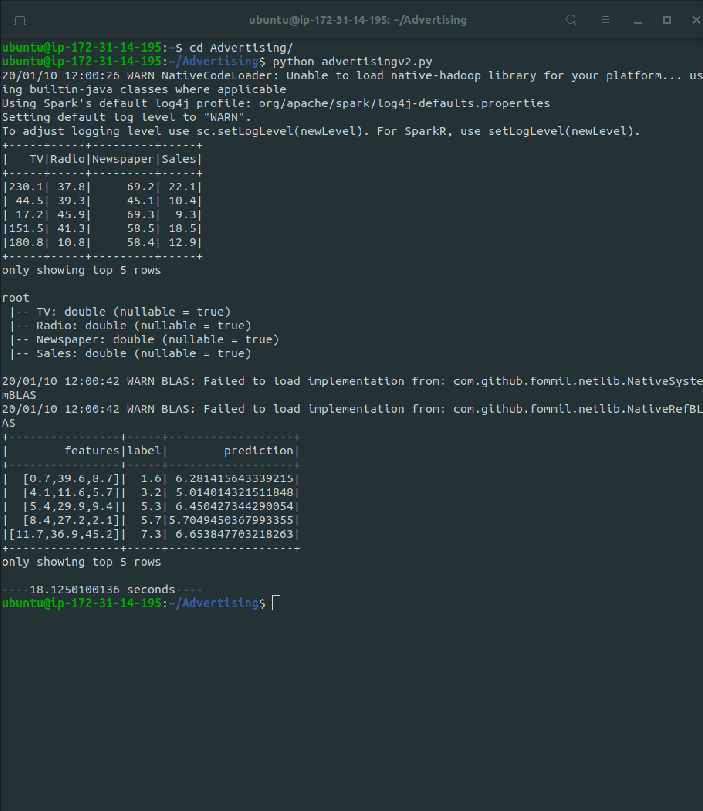 ubuntu@ip-172-31-14-195: ~/Advertising
ubuntu@ip-172-31-14-195:~$ cd Advertising/
ubuntu@ip-172-31-14-195:~/Advertising$ python advertisingv2.py
20/01/10 12:00:26 WARN NativeCodeLoader: Unable to load native-hadoop library for your platform... us
ing builtin-java classes where applicable
Using Spark's default log4j profile: org/apache/spark/log4j-defaults.properties
Setting default log level to "WARN".
To adjust logging level use sc.setLogLevel(newLevel). For SparkR, use setLogLevel(newLevel).
+-----+-----+---------+-----+
|   TV|Radio|Newspaper|Sales|
+-----+-----+---------+-----+
|230.1| 37.8|     69.2| 22.1|
| 44.5| 39.3|     45.1| 10.4|
| 17.2| 45.9|     69.3|  9.3|
|151.5| 41.3|     58.5| 18.5|
|180.8| 10.8|     58.4| 12.9|
+-----+-----+---------+-----+
only showing top 5 rows
root
 |-- TV: double (nullable = true)
 |-- Radio: double (nullable = true)
 |-- Newspaper: double (nullable = true)
 |-- Sales: double (nullable = true)
20/01/10 12:00:42 WARN BLAS: Failed to load implementation from: com.github.fommil.netlib.NativeSyste
mBLAS
20/01/10 12:00:42 WARN BLAS: Failed to load implementation from: com.github.fommil.netlib.NativeRefBL
AS
+----------------+-----+------------------+
|        features|label|        prediction|
+----------------+-----+------------------+
|  [0.7,39.6,8.7]|  1.6| 6.281415643339215|
|  [4.1,11.6,5.7]|  3.2| 5.014014321511848|
|  [5.4,29.9,9.4]|  5.3| 6.450427344290054|
|  [8.4,27.2,2.1]|  5.7|5.7049450367993355|
|[11.7,36.9,45.2]|  7.3| 6.653847703218263|
+----------------+-----+------------------+
only showing top 5 rows
----18.1250100136 seconds----
ubuntu@ip-172-31-14-195:~/Advertising$